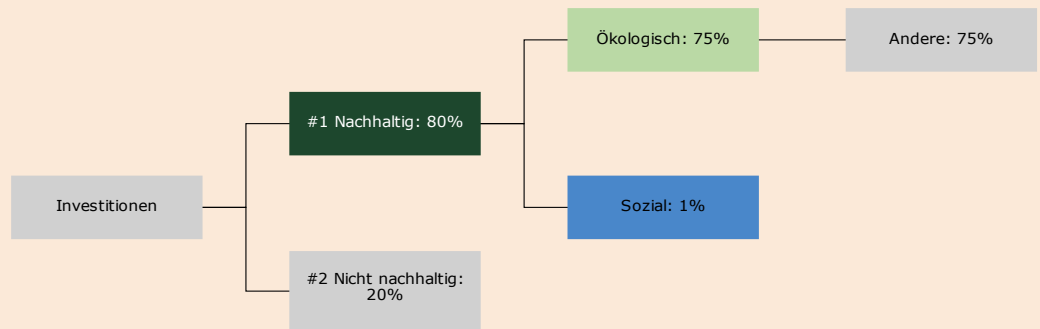 Ökologisch: 75%
Andere: 75%
#1 Nachhaltig: 80%
Investitionen
Sozial: 1%
#2 Nicht nachhaltig:
20%